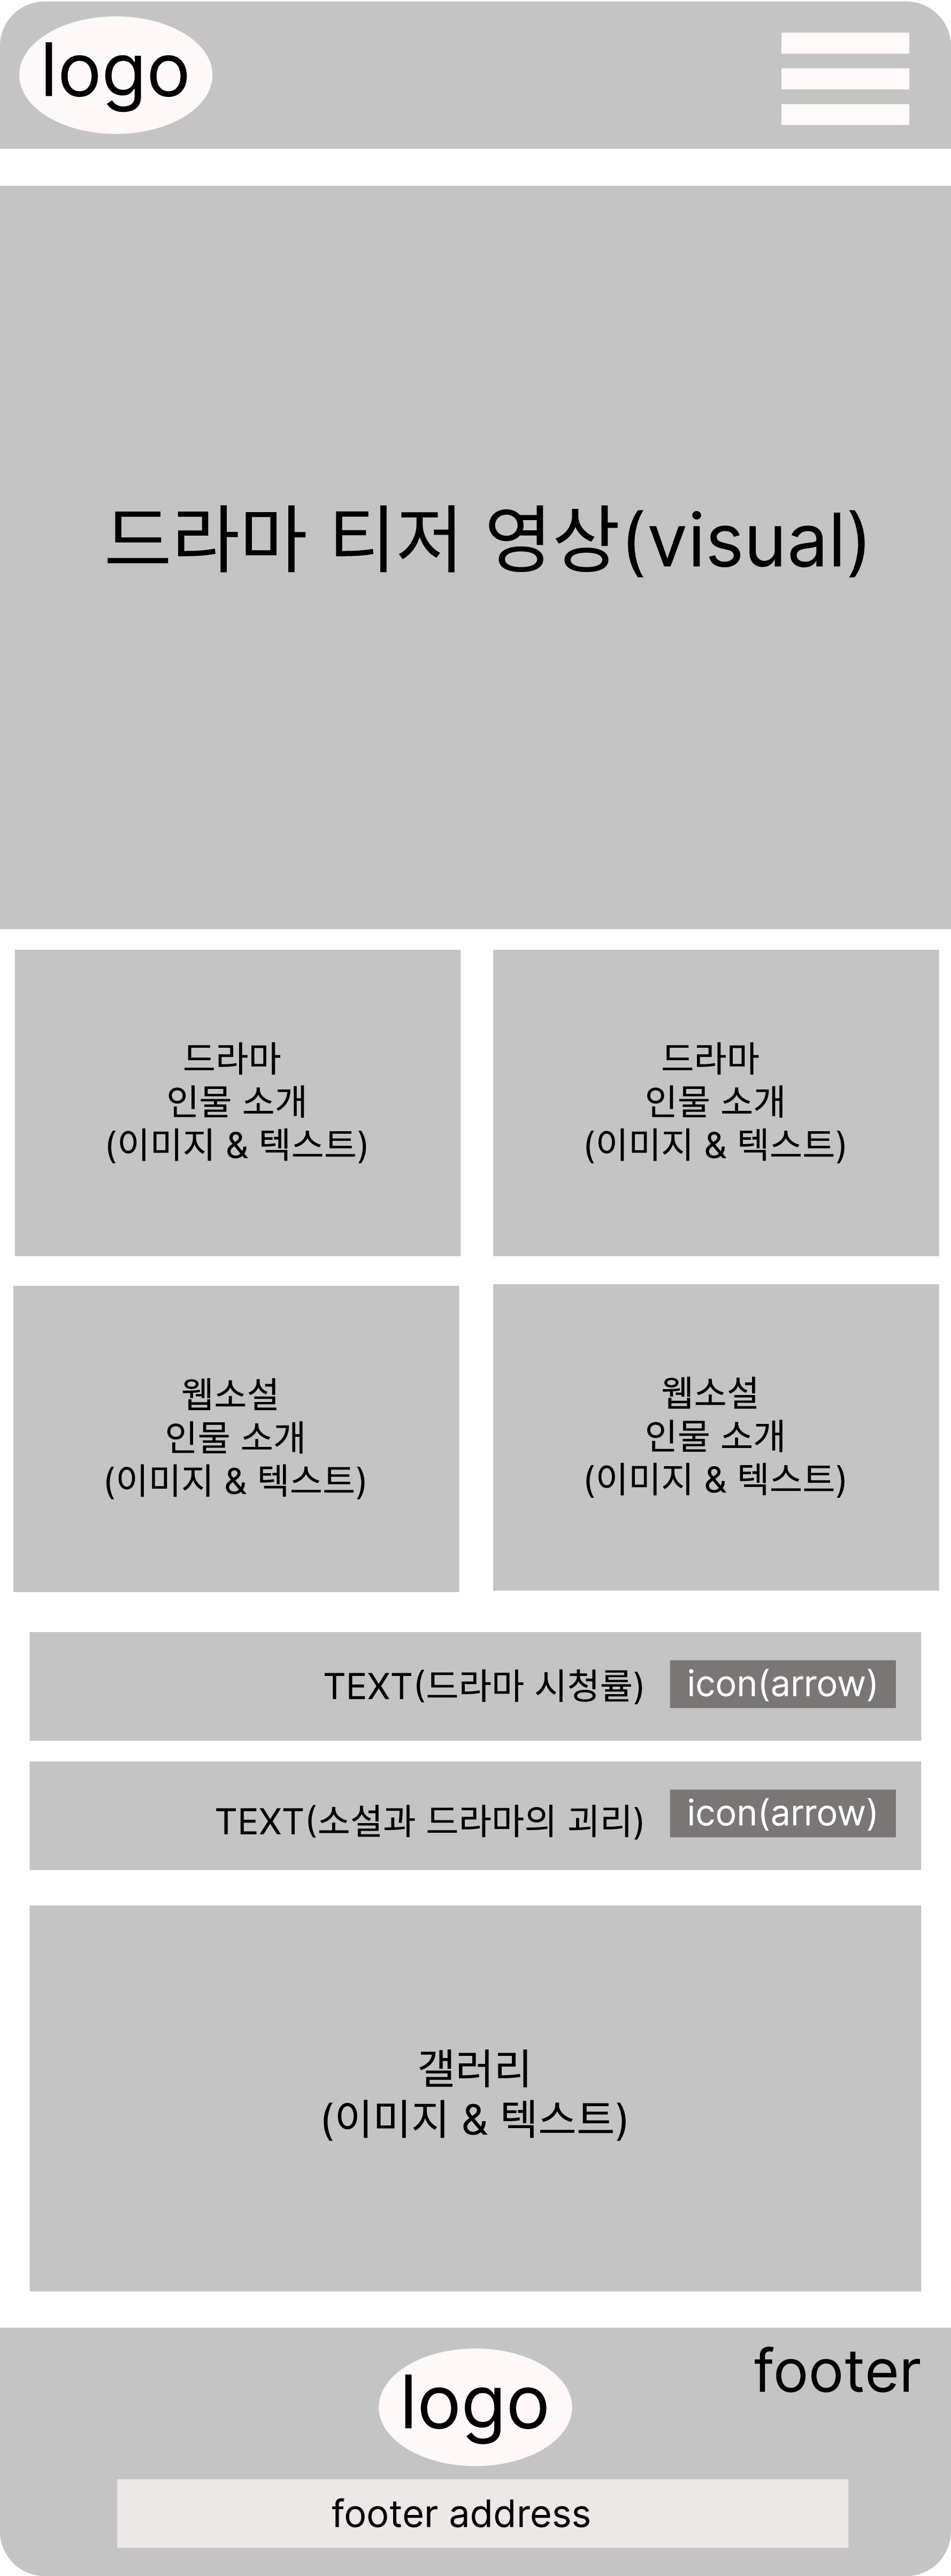 logo
드라마 티저 영상(visual)
드라마
인물 소개
(이미지 & 텍스트)
드라마
인물 소개
(이미지 & 텍스트)
웹소설
인물 소개
(이미지 & 텍스트)
웹소설
인물 소개
(이미지 & 텍스트)
TEXT(드라마 시청률) icon(arrow)
TEXT(소설과 드라마의 괴리) icon(arrow)
갤러리
(이미지 & 텍스트)
footer
logo
footer address